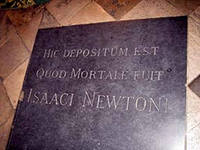 HIC DEPOSITUM EST
QUOD MORTALE FUIT
ISAACI NEWTONI